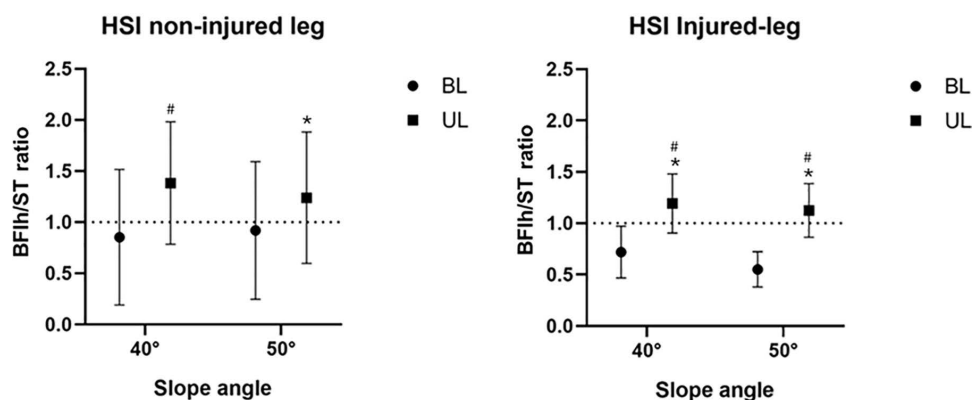 HSI non-injured leg
2.5
2.0
1.5
1.0
0.5
0.0
BFlh/ST ratio
#
*
40°
50°
Slope angle
BL
UL
HSI Injured-leg
2.5
2.0
1.5
1.0
0.5
0.0
BFlh/ST ratio
#
*
#
*
40°
50°
Slope angle
BL
UL